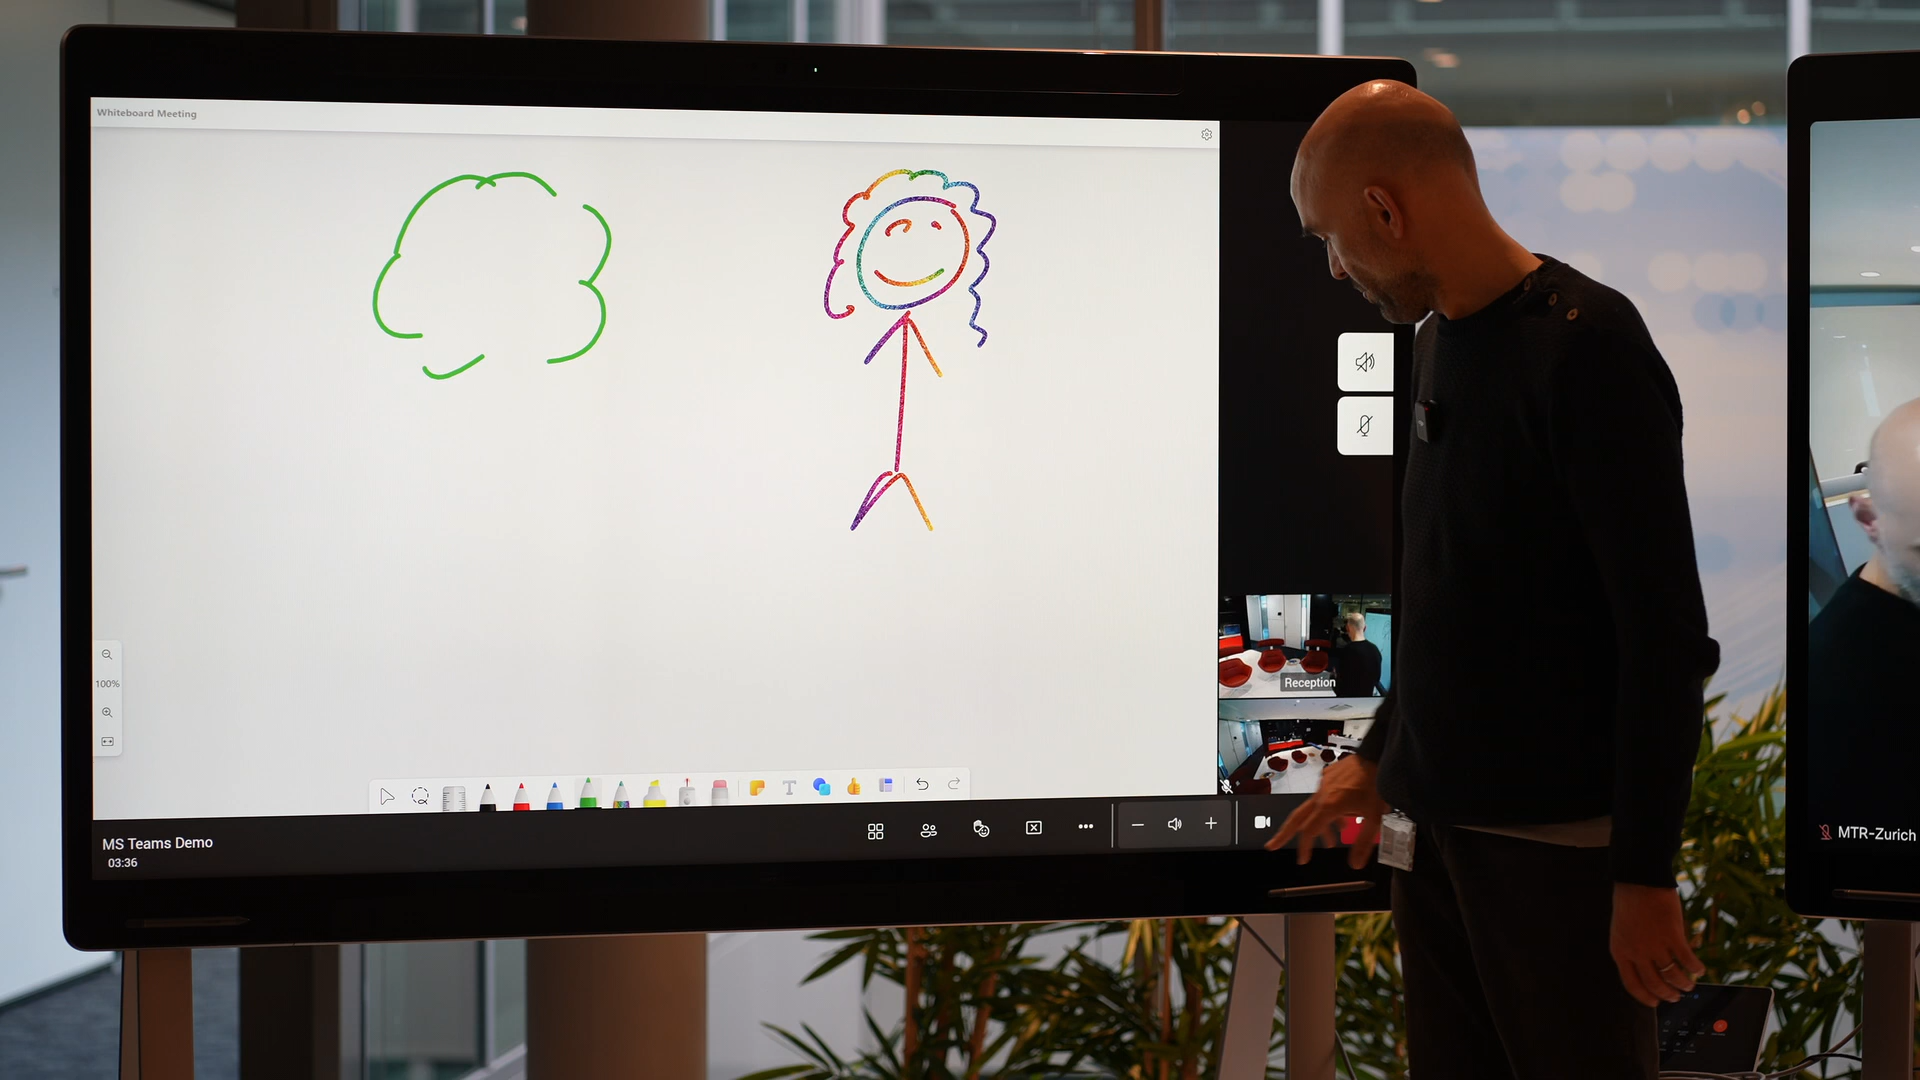 Whiteboard Meeting
100%
Reception
MS Teams Demo
03:36
MTR-Zurich